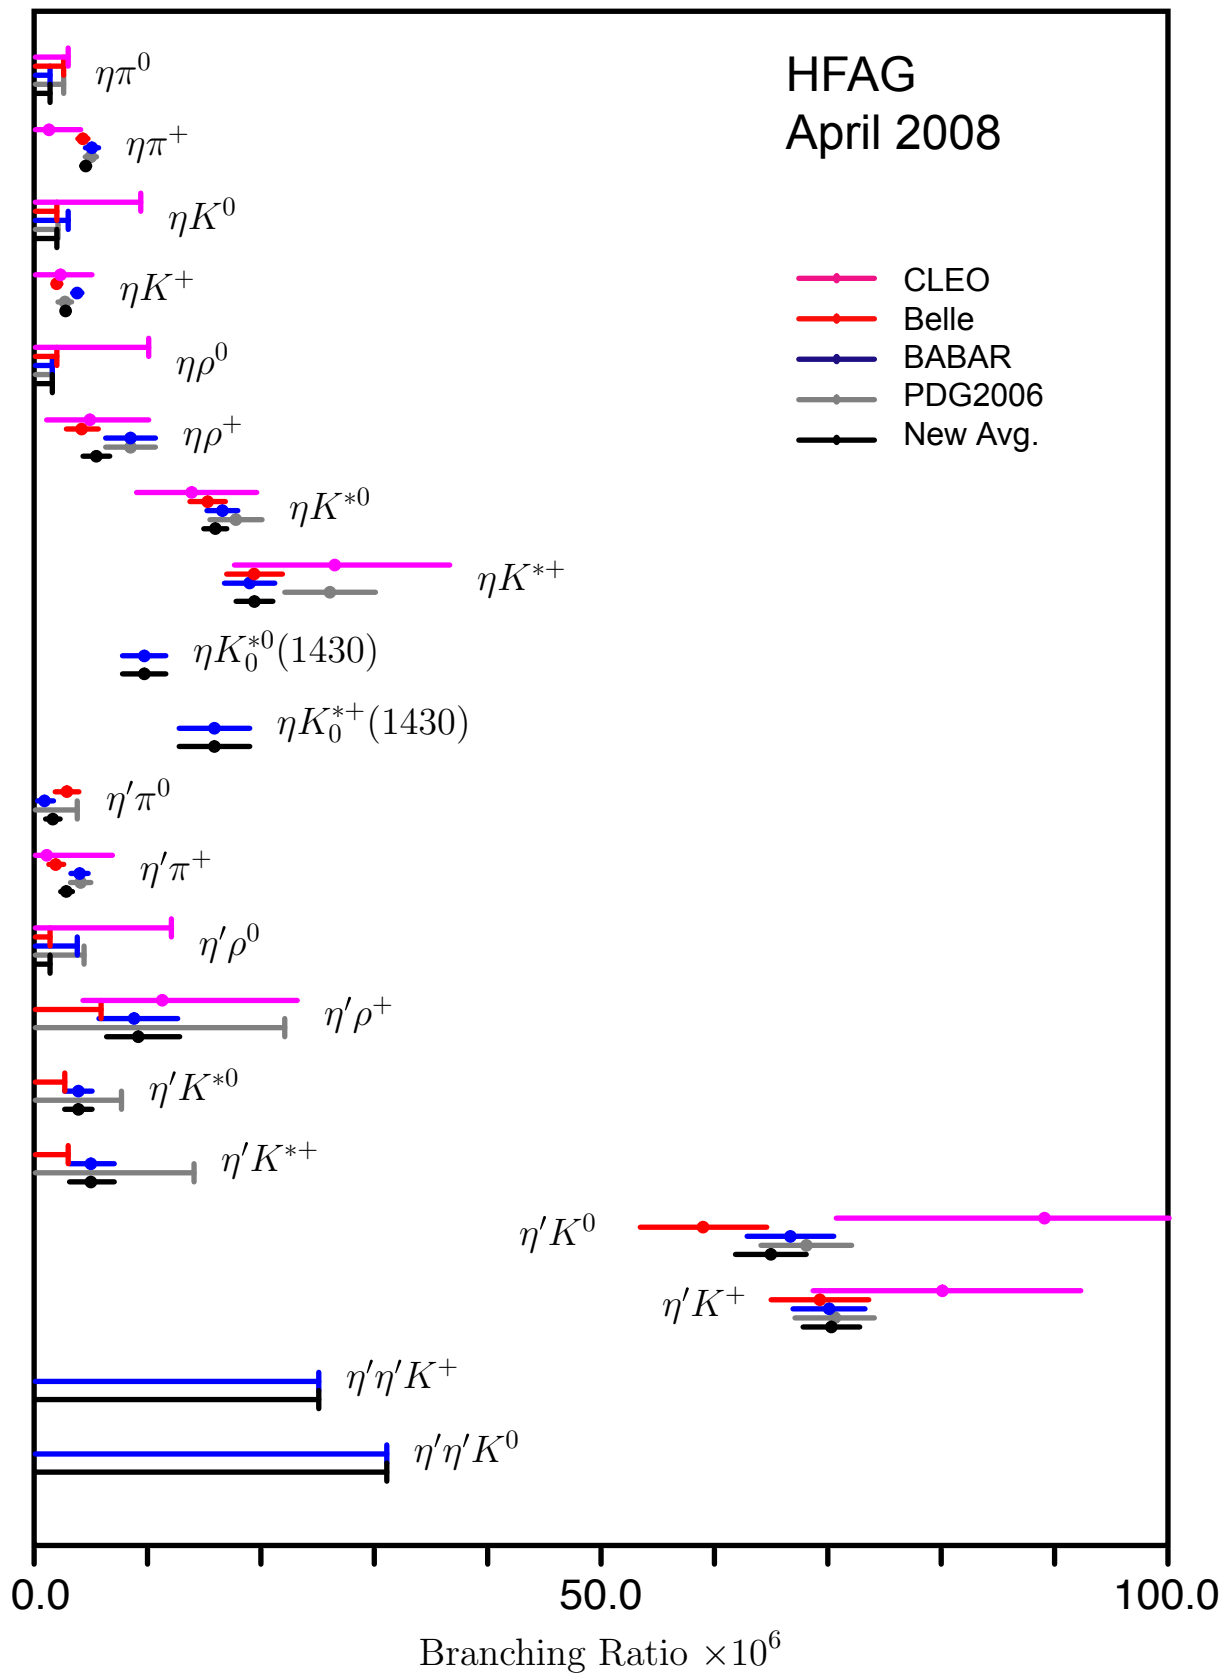 HFAG
April 2008
ηπ⁰
ηπ⁺
ηK⁰
ηK⁺
ηρ⁰
ηρ⁺
ηK*⁰
ηK*⁺
ηK₀*⁰(1430)
ηK₀*⁺(1430)
η′π⁰
η′π⁺
η′ρ⁰
η′ρ⁺
η′K*⁰
η′K*⁺
η′K⁰
η′K⁺
η′η′K⁺
η′η′K⁰
CLEO
Belle
BABAR
PDG2006
New Avg.
0.0 50.0 100.0
Branching Ratio ×10⁶